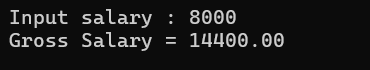 Input salary : 8000
Gross Salary = 14400.00